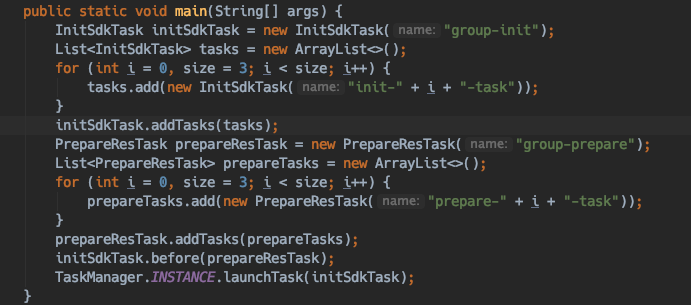 public static void main(String[] args) {
InitSdkTask initSdkTask = new InitSdkTask( name: "group-init");
List<InitSdkTask> tasks = new ArrayList<>();
for (int i = 0, size = 3; i < size; i++) {
tasks.add(new InitSdkTask( name: "init-" + i + "-task"));
}
initSdkTask.addTasks(tasks);
PrepareResTask prepareResTask = new PrepareResTask( name: "group-prepare");
List<PrepareResTask> prepareTasks = new ArrayList<>();
for (int i = 0, size = 3; i < size; i++) {
prepareTasks.add(new PrepareResTask( name: "prepare-" + i + "-task"));
}
prepareResTask.addTasks(prepareTasks);
initSdkTask.before(prepareResTask);
TaskManager.INSTANCE.launchTask(initSdkTask);
}